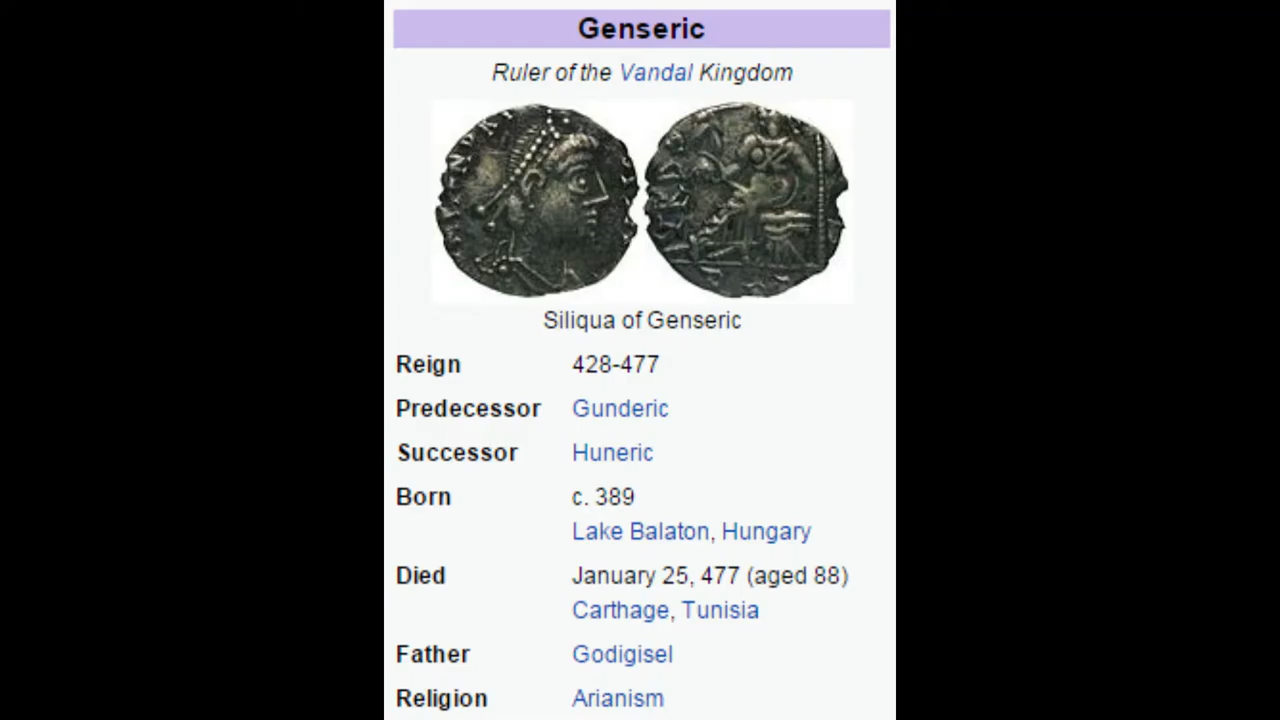 Genseric
Ruler of the Vandal Kingdom
Siliqua of Genseric
Reign 428-477
Predecessor Gunderic
Successor Huneric
Born c. 389
Lake Balaton, Hungary
Died January 25, 477 (aged 88)
Carthage, Tunisia
Father Godigisel
Religion Arianism